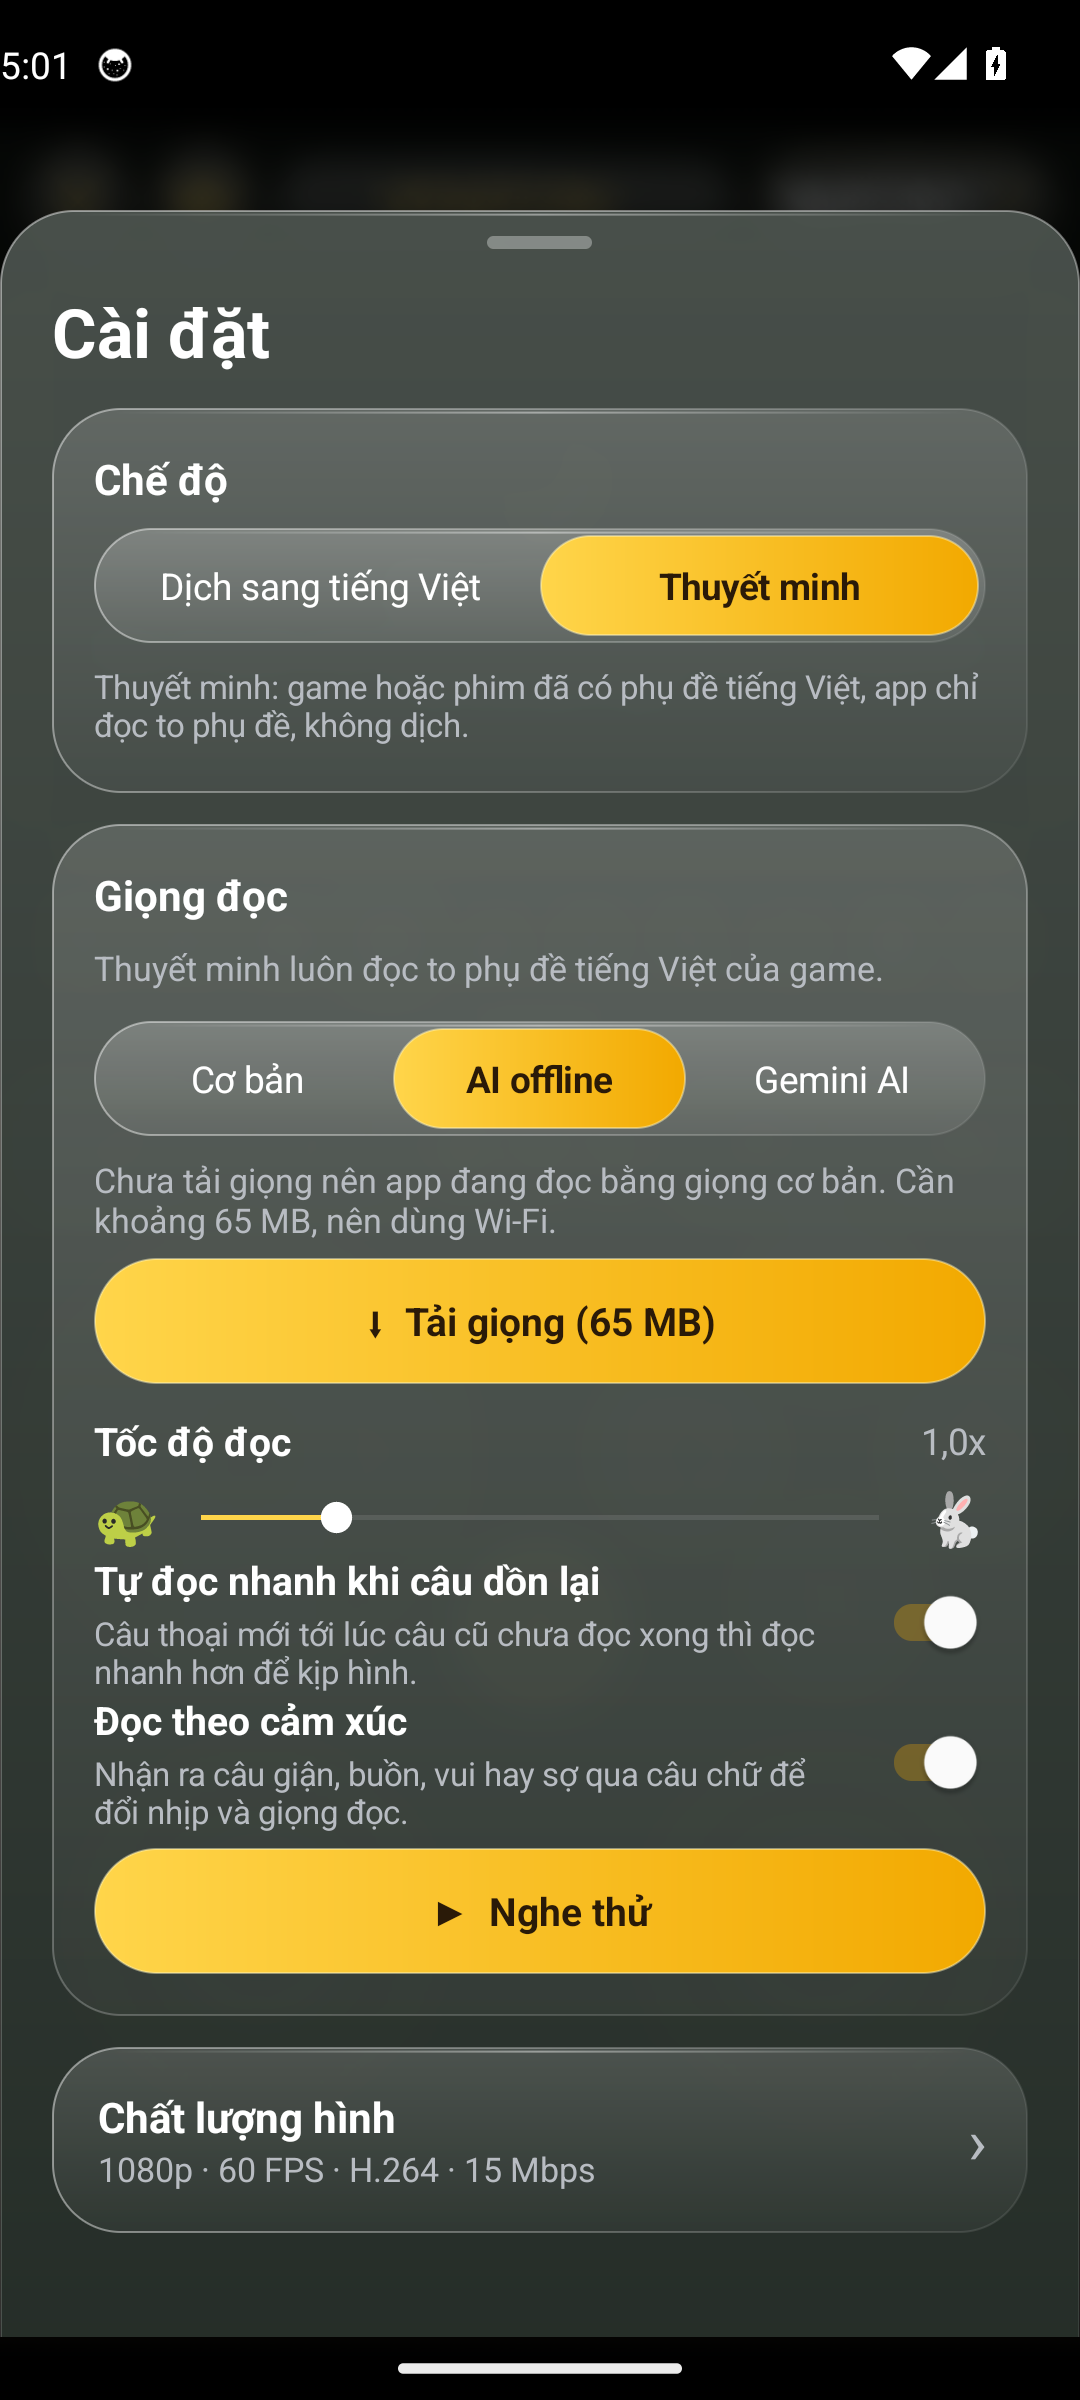 5:01
Cài đặt
Chế độ
Dịch sang tiếng Việt
Thuyết minh
Thuyết minh: game hoặc phim đã có phụ đề tiếng Việt, app chỉ
đọc to phụ đề, không dịch.
Giọng đọc
Thuyết minh luôn đọc to phụ đề tiếng Việt của game.
Cơ bản
AI offline
Gemini AI
Chưa tải giọng nên app đang đọc bằng giọng cơ bản. Cần
khoảng 65 MB, nên dùng Wi-Fi.
⭣ Tải giọng (65 MB)
Tốc độ đọc
1,0x
Tự đọc nhanh khi câu dồn lại
Câu thoại mới tới lúc câu cũ chưa đọc xong thì đọc
nhanh hơn để kịp hình.
Đọc theo cảm xúc
Nhận ra câu giận, buồn, vui hay sợ qua câu chữ để
đổi nhịp và giọng đọc.
▶ Nghe thử
Chất lượng hình
1080p · 60 FPS · H.264 · 15 Mbps
›